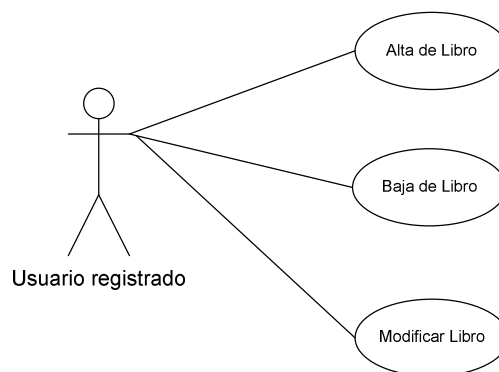 Alta de Libro
Baja de Libro
Usuario registrado
Modificar Libro